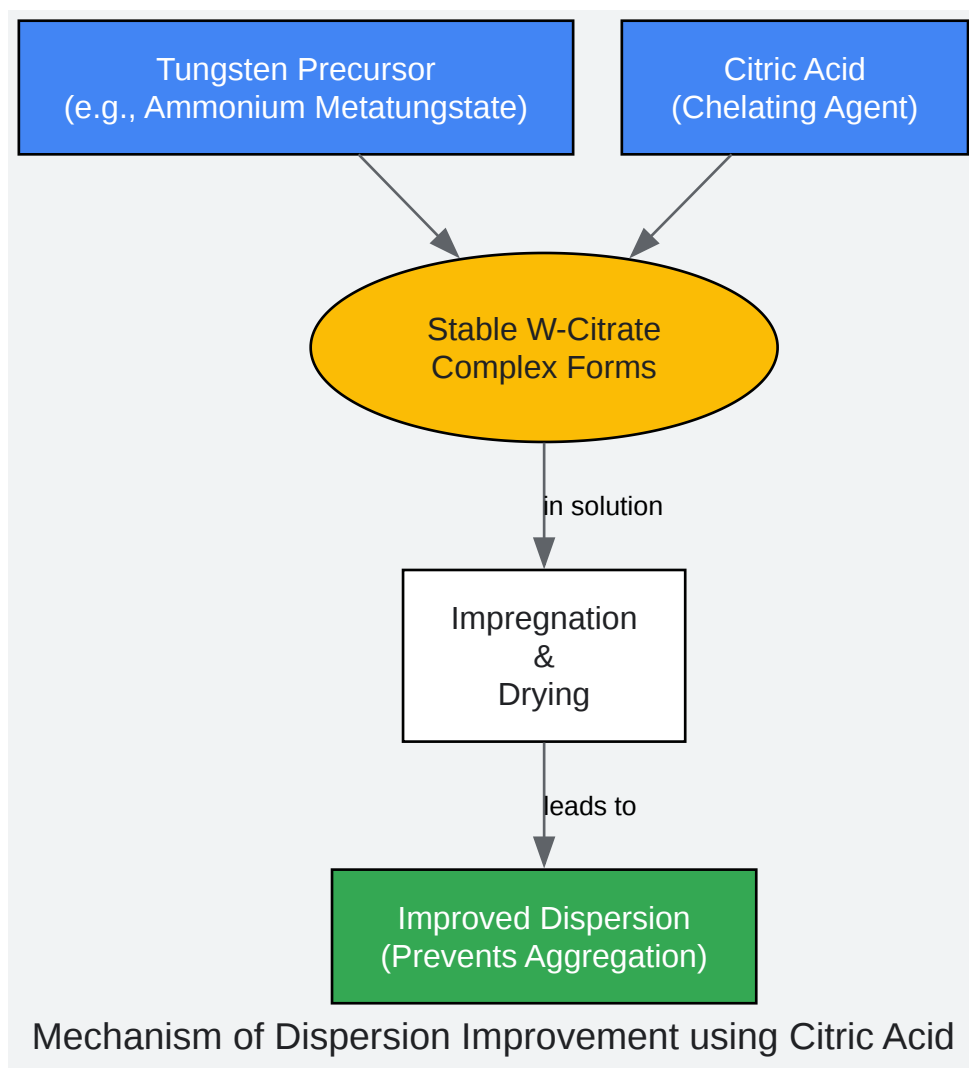 Tungsten Precursor
(e.g., Ammonium Metatungstate)
Citric Acid
(Chelating Agent)
Stable W-Citrate
Complex Forms
in solution
Impregnation
&
Drying
leads to
Improved Dispersion
(Prevents Aggregation)
Mechanism of Dispersion Improvement using Citric Acid